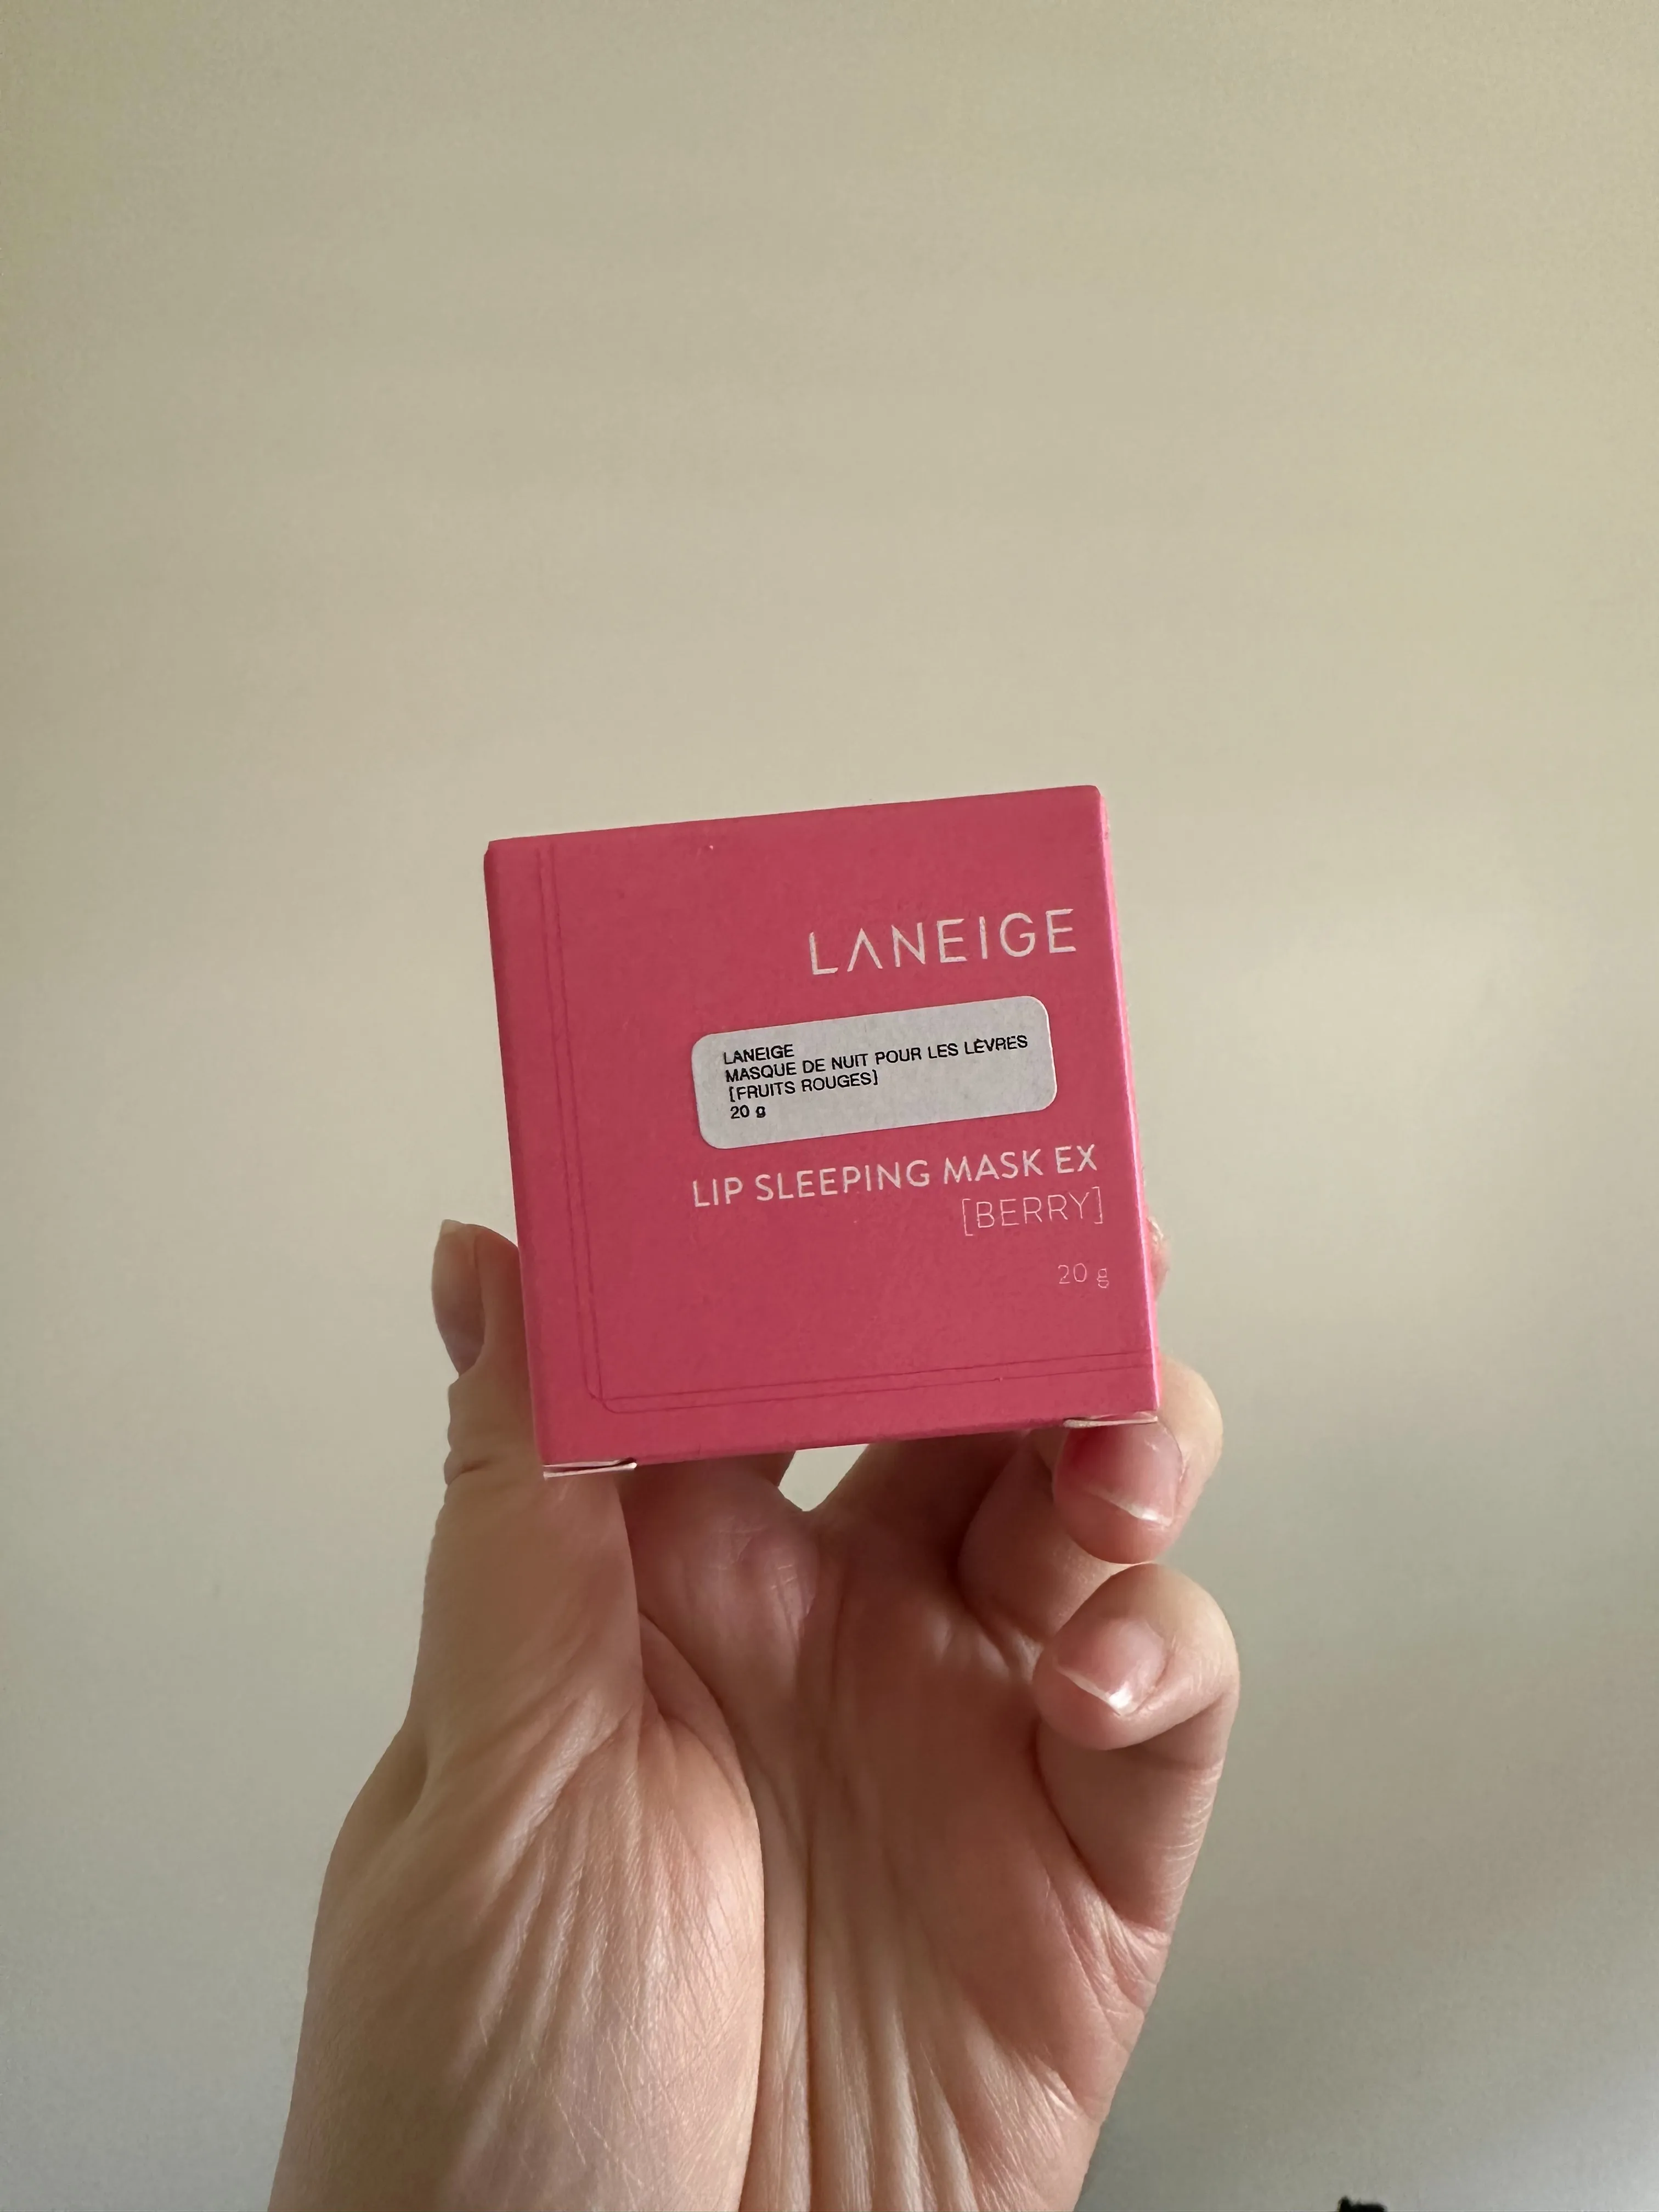 LANEIGE
LANEIGE
MASQUE DE NUIT POUR LES LÈVRES
[FRUITS ROUGES]
20 g
LIP SLEEPING MASK EX
[BERRY]
20 g